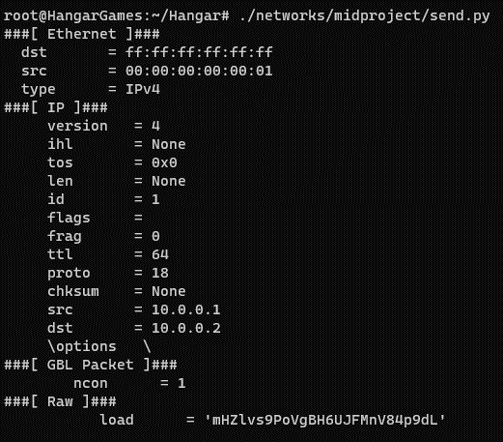 root@HangarGames:~/Hangar# ./networks/midproject/send.py
###[ Ethernet ]###
  dst       = ff:ff:ff:ff:ff:ff
  src       = 00:00:00:00:00:01
  type      = IPv4
###[ IP ]###
     version   = 4
     ihl       = None
     tos       = 0x0
     len       = None
     id        = 1
     flags     =
     frag      = 0
     ttl       = 64
     proto     = 18
     chksum    = None
     src       = 10.0.0.1
     dst       = 10.0.0.2
     \options   \
###[ GBL Packet ]###
        ncon      = 1
###[ Raw ]###
           load      = 'mHZlvs9PoVgBH6UJFMnV84p9dL'